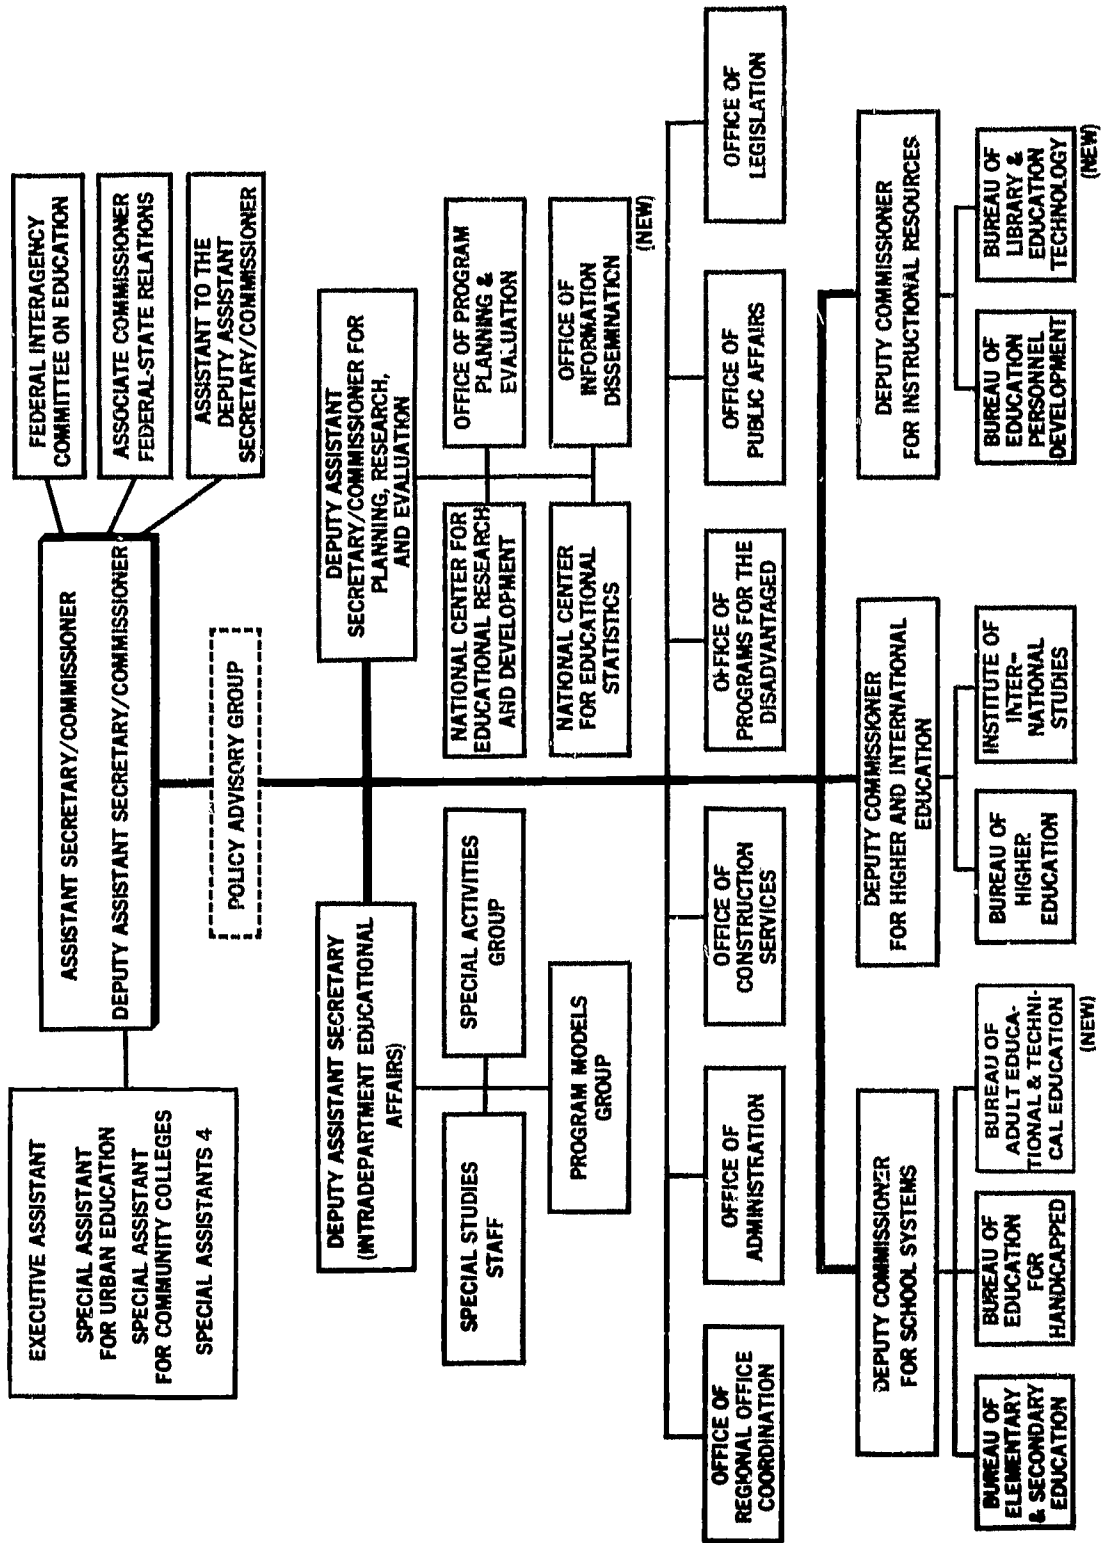 ASSISTANT SECRETARY/COMMISSIONER
DEPUTY ASSISTANT SECRETARY/COMMISSIONER
EXECUTIVE ASSISTANT
SPECIAL ASSISTANT
FOR URBAN EDUCATION
SPECIAL ASSISTANT
FOR COMMUNITY COLLEGES
SPECIAL ASSISTANTS 4
FEDERAL INTERAGENCY
COMMITTEE ON EDUCATION
ASSOCIATE COMMISSIONER
FEDERAL-STATE RELATIONS
ASSISTANT TO THE
DEPUTY ASSISTANT
SECRETARY/COMMISSIONER
POLICY ADVISORY GROUP
DEPUTY ASSISTANT SECRETARY
(INTRADEPARTMENT EDUCATIONAL
AFFAIRS)
SPECIAL STUDIES
STAFF
SPECIAL ACTIVITIES
GROUP
PROGRAM MODELS
GROUP
DEPUTY ASSISTANT
SECRETARY/COMMISSIONER FOR
PLANNING, RESEARCH,
AND EVALUATION
NATIONAL CENTER FOR
EDUCATIONAL RESEARCH
AND DEVELOPMENT
OFFICE OF PROGRAM
PLANNING &
EVALUATION
NATIONAL CENTER
FOR EDUCATIONAL
STATISTICS
OFFICE OF
INFORMATION
DISSEMNATION
(NEW)
OFFICE OF
REGIONAL OFFICE
COORDINATION
OFFICE OF
ADMINISTRATION
OFFICE OF
CONSTRUCTION
SERVICES
OFFICE OF
PROGRAMS FOR THE
DISADVANTAGED
OFFICE OF
PUBLIC AFFAIRS
OFFICE OF
LEGISLATION
DEPUTY COMMISSIONER
FOR SCHOOL SYSTEMS
BUREAU OF
ELEMENTARY
& SECONDARY
EDUCATION
BUREAU OF
EDUCATION
FOR
HANDICAPPED
BUREAU OF
ADULT EDUCA-
TIONAL & TECHNI-
CAL EDUCATION
(NEW)
DEPUTY COMMISSIONER
FOR HIGHER AND INTERNATIONAL
EDUCATION
BUREAU OF
HIGHER
EDUCATION
INSTITUTE OF
INTER-
NATIONAL
STUDIES
DEPUTY COMMISSIONER
FOR INSTRUCTIONAL RESOURCES
BUREAU OF
EDUCATION
PERSONNEL
DEVELOPMENT
BUREAU OF
LIBRARY &
EDUCATION
TECHNOLOGY
(NEW)